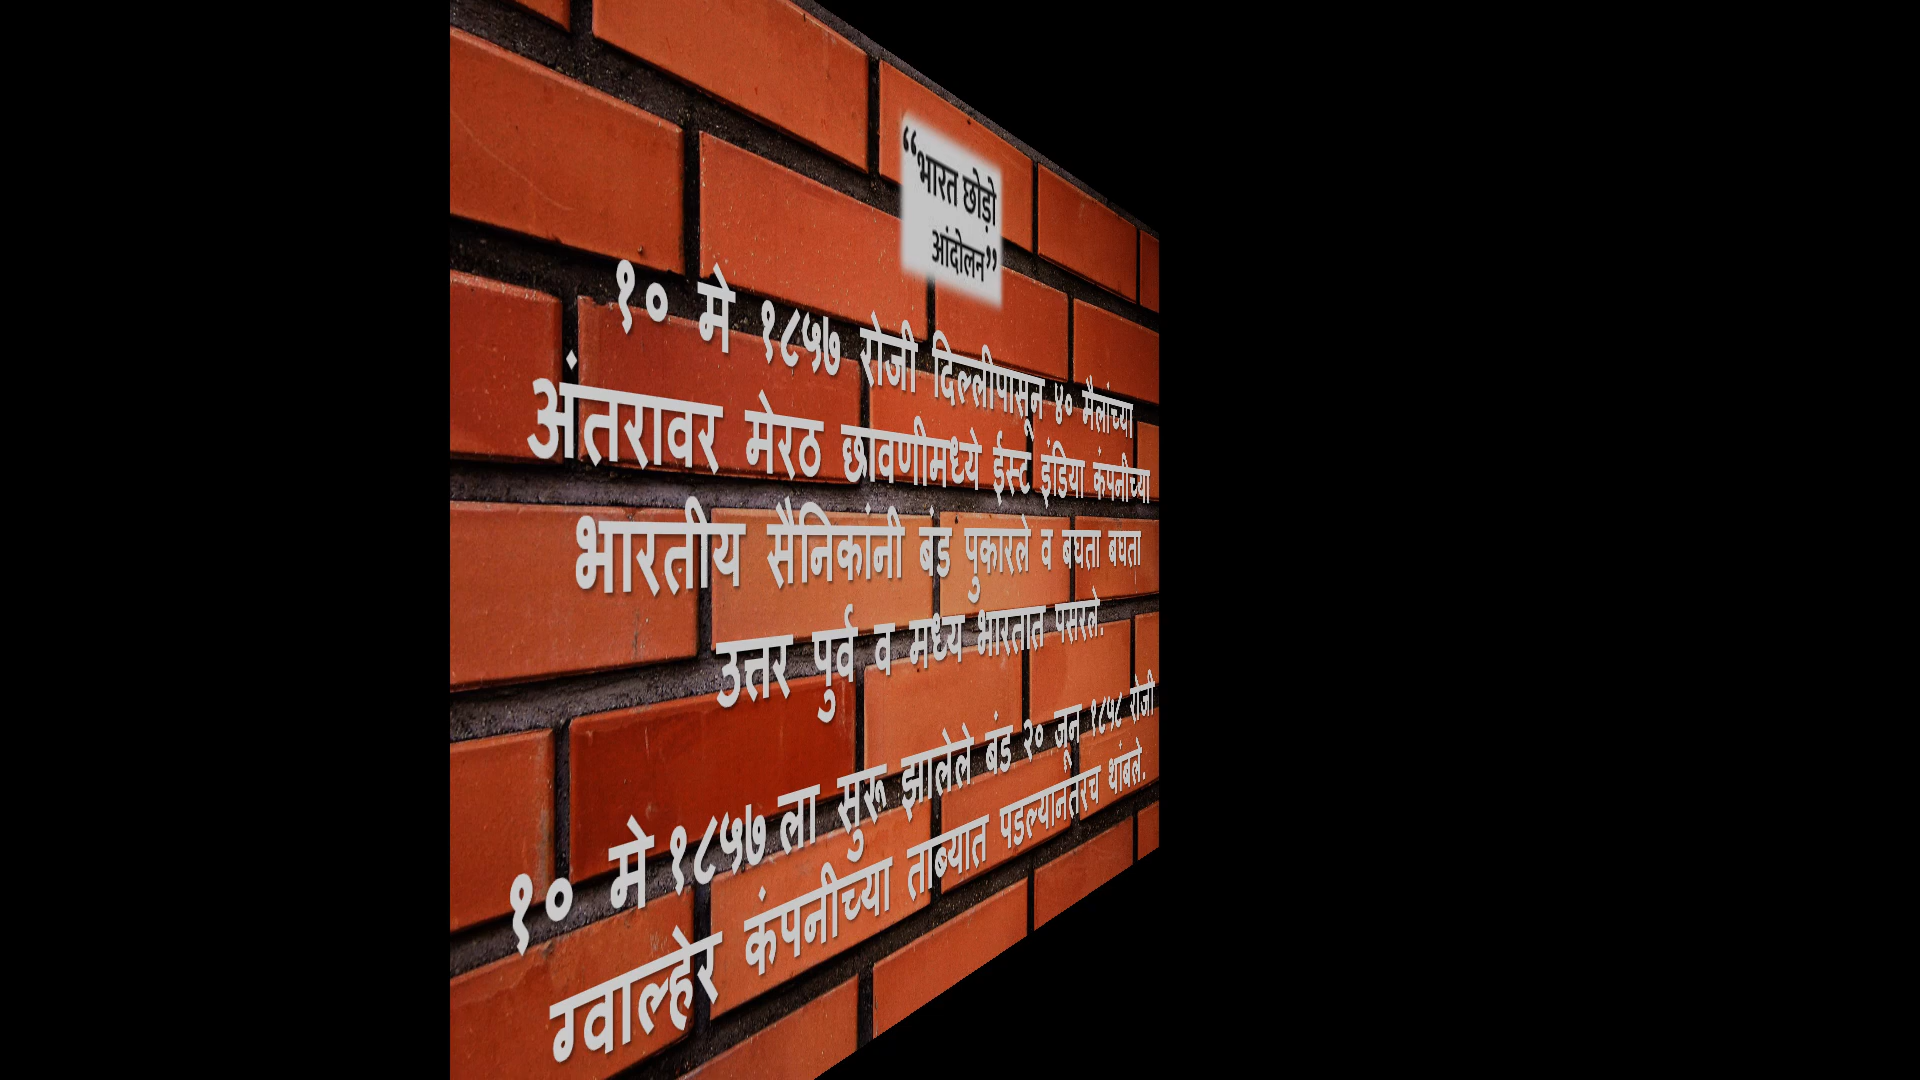 “भारत छोड़ो
आंदोलन”
१० मे १८५७ रोजी दिल्लीपासून ४० मैलांच्या
अंतरावर मेरठ छावणीमध्ये ईस्ट इंडिया कंपनीच्या
भारतीय सैनिकांनी बंड पुकारले व बघता बघता
उत्तर पुर्व व मध्य भारतात पसरले.
१० मे १८५७ ला सुरू झालेले बंड २० जून १८५८ रोजी
ग्वाल्हेर कंपनीच्या ताब्यात पडल्यानंतरच थांबले.